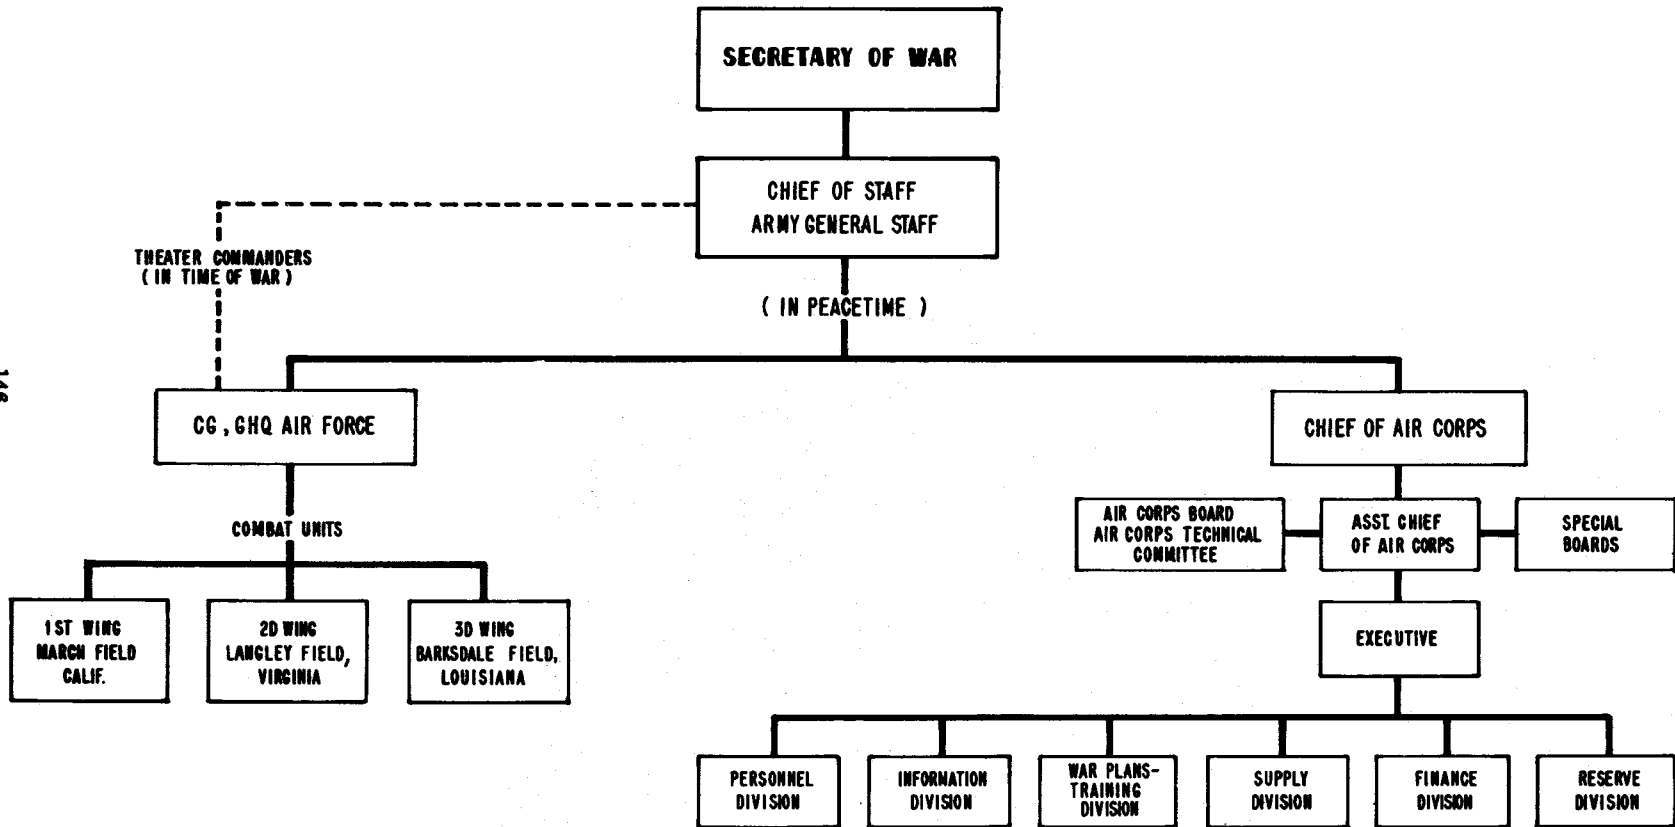 SECRETARY OF WAR
CHIEF OF STAFF
ARMY GENERAL STAFF
THEATER COMMANDERS
(IN TIME OF WAR)
(IN PEACETIME)
146
CG, GHQ AIR FORCE
CHIEF OF AIR CORPS
COMBAT UNITS
AIR CORPS BOARD
AIR CORPS TECHNICAL
COMMITTEE
ASST. CHIEF
OF AIR CORPS
SPECIAL
BOARDS
1ST WING
MARCH FIELD
CALIF.
2D WING
LANGLEY FIELD,
VIRGINIA
3D WING
BARKSDALE FIELD,
LOUISIANA
EXECUTIVE
PERSONNEL
DIVISION
INFORMATION
DIVISION
WAR PLANS-
TRAINING
DIVISION
SUPPLY
DIVISION
FINANCE
DIVISION
RESERVE
DIVISION